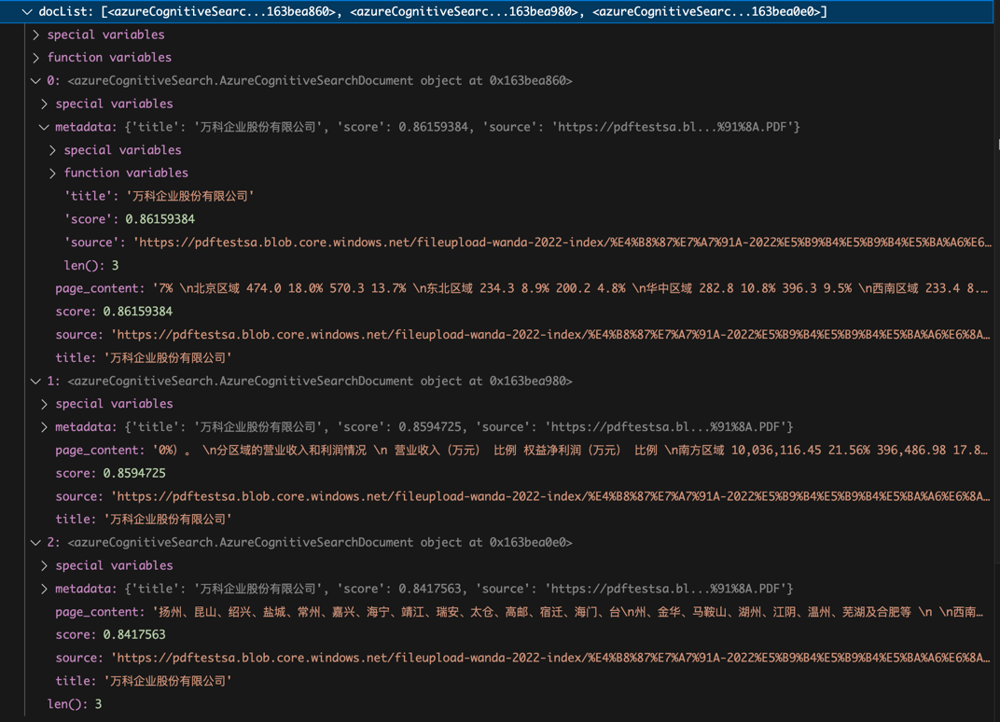 docList: [<azureCognitiveSearc...163bea860>, <azureCognitiveSearc...163bea980>, <azureCognitiveSearc...163bea0e0>]
special variables
function variables
0: <azureCognitiveSearch.AzureCognitiveSearchDocument object at 0x163bea860>
special variables
metadata: {'title': '万科企业股份有限公司', 'score': 0.86159384, 'source': 'https://pdftestsa.bl...%91%8A.PDF'}
special variables
function variables
'title': '万科企业股份有限公司'
'score': 0.86159384
'source': 'https://pdftestsa.blob.core.windows.net/fileupload-wanda-2022-index/%E4%B8%87%E7%A7%91A-2022%E5%B9%B4%E5%B9%B4%E5%BA%A6%E6…
len(): 3
page_content: '7% \n北京区域 474.0 18.0% 570.3 13.7% \n东北区域 234.3 8.9% 200.2 4.8% \n华中区域 282.8 10.8% 396.3 9.5% \n西南区域 233.4 8.…
score: 0.86159384
source: 'https://pdftestsa.blob.core.windows.net/fileupload-wanda-2022-index/%E4%B8%87%E7%A7%91A-2022%E5%B9%B4%E5%B9%B4%E5%BA%A6%E6%8A…
title: '万科企业股份有限公司'
1: <azureCognitiveSearch.AzureCognitiveSearchDocument object at 0x163bea980>
special variables
metadata: {'title': '万科企业股份有限公司', 'score': 0.8594725, 'source': 'https://pdftestsa.bl...%91%8A.PDF'}
page_content: '0%）。 \n分区域的营业收入和利润情况 \n 营业收入（万元） 比例 权益净利润（万元） 比例 \n南方区域 10,036,116.45 21.56% 396,486.98 17.8…
score: 0.8594725
source: 'https://pdftestsa.blob.core.windows.net/fileupload-wanda-2022-index/%E4%B8%87%E7%A7%91A-2022%E5%B9%B4%E5%B9%B4%E5%BA%A6%E6%8A…
title: '万科企业股份有限公司'
2: <azureCognitiveSearch.AzureCognitiveSearchDocument object at 0x163bea0e0>
special variables
metadata: {'title': '万科企业股份有限公司', 'score': 0.8417563, 'source': 'https://pdftestsa.bl...%91%8A.PDF'}
page_content: '扬州、昆山、绍兴、盐城、常州、嘉兴、海宁、靖江、瑞安、太仓、高邮、宿迁、海门、台\n州、金华、马鞍山、湖州、江阴、温州、芜湖及合肥等 \n \n西南…
score: 0.8417563
source: 'https://pdftestsa.blob.core.windows.net/fileupload-wanda-2022-index/%E4%B8%87%E7%A7%91A-2022%E5%B9%B4%E5%B9%B4%E5%BA%A6%E6%8A…
title: '万科企业股份有限公司'
len(): 3